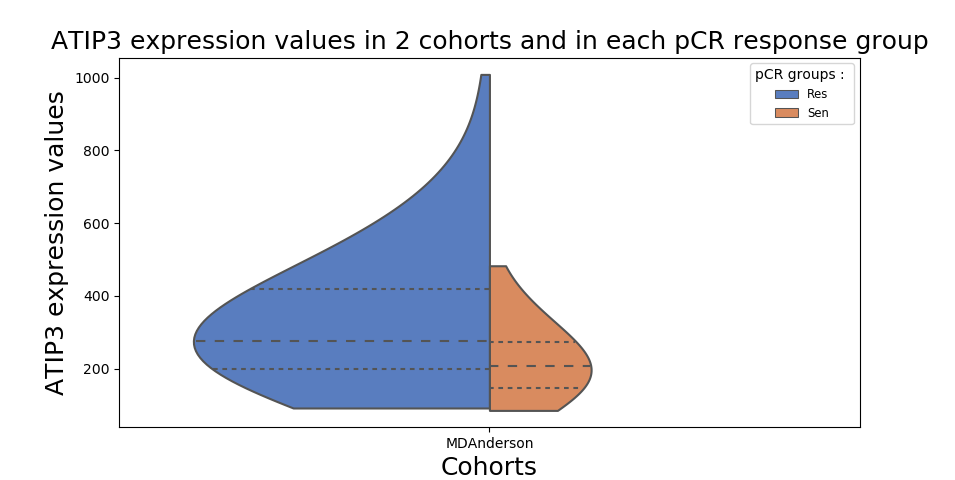 ATIP3 expression values in 2 cohorts and in each pCR response group
ATIP3 expression values
1000
800
600
400
200
pCR groups :
Res
Sen
MDAnderson
Cohorts